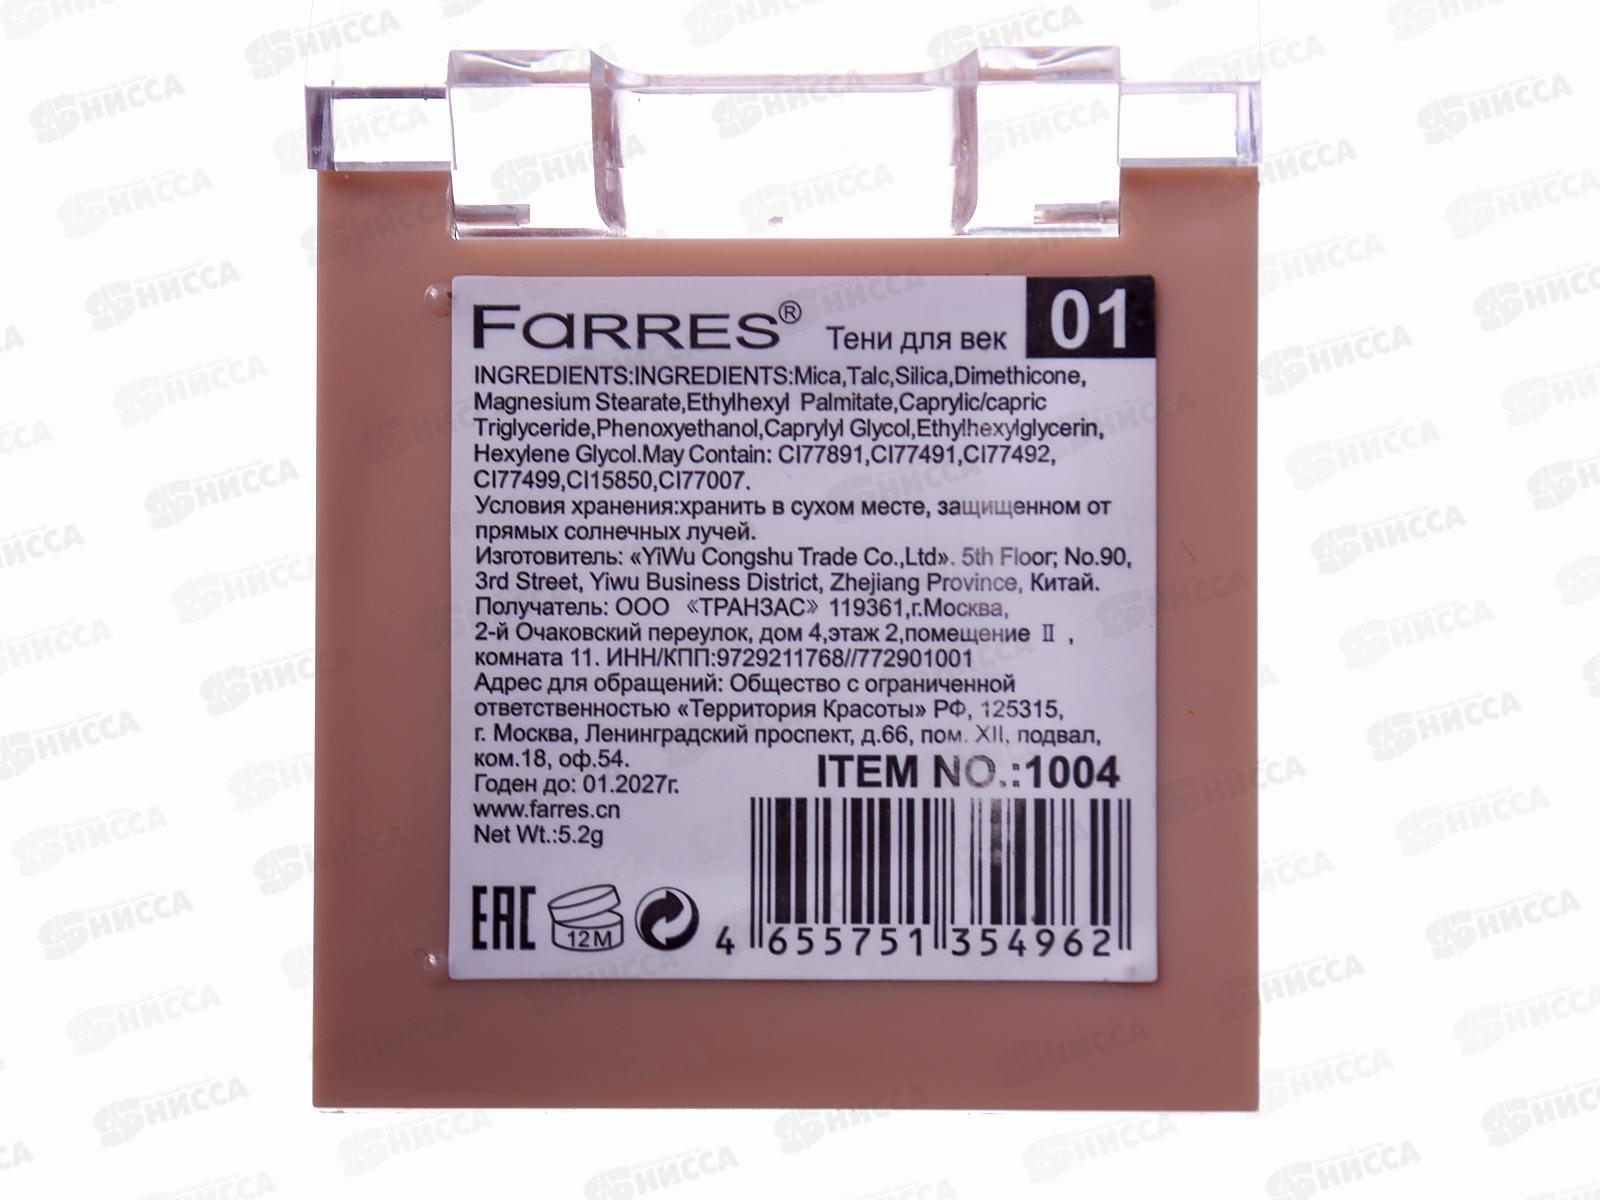 FARRES® Тени для век 01
INGREDIENTS:INGREDIENTS:Mica,Talc,Silica,Dimethicone,
Magnesium Stearate,Ethylhexyl Palmitate,Caprylic/capric
Triglyceride,Phenoxyethanol,Caprylyl Glycol,Ethylhexylglycerin,
Hexylene Glycol.May Contain: CI77891,CI77491,CI77492,
CI77499,CI15850,CI77007.
Условия хранения:хранить в сухом месте, защищенном от
прямых солнечных лучей.
Изготовитель: «YiWu Congshu Trade Co.,Ltd». 5th Floor; No.90,
3rd Street, Yiwu Business District, Zhejiang Province, Китай.
Получатель: ООО «ТРАНЗАС» 119361,г.Москва,
2-й Очаковский переулок, дом 4,этаж 2,помещение Ⅱ ,
комната 11. ИНН/КПП:9729211768//772901001
Адрес для обращений: Общество с ограниченной
ответственностью «Территория Красоты» РФ, 125315,
г. Москва, Ленинградский проспект, д.66, пом. XII, подвал,
ком.18, оф.54.
Годен до: 01.2027г.
www.farres.cn
Net Wt.:5.2g
ITEM NO.:1004
EAC 12M
4 655751 354962
НИССА